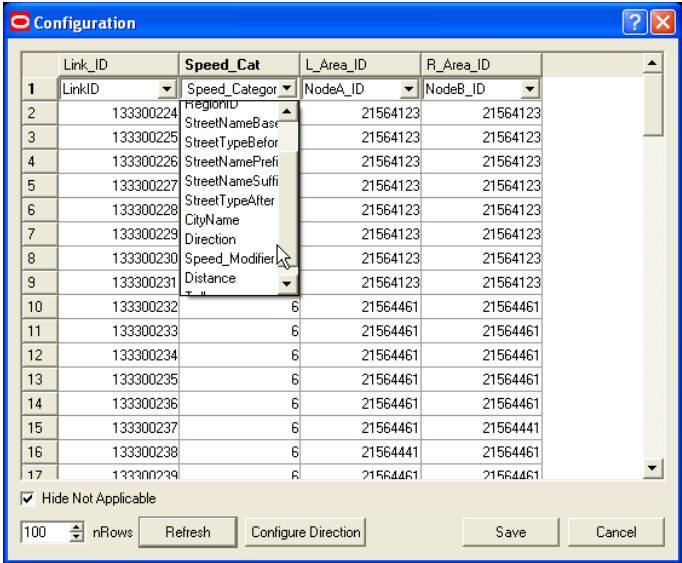 Configuration
Link_ID Speed_Cat L_Area_ID R_Area_ID
1 LinkID Speed_Categor NodeA_ID NodeB_ID
RegionID
2 133300224 21564123 21564123
StreetNameBase
3 133300225 StreetTypeBefor 21564123 21564123
4 133300226 StreetNamePrefi 21564123 21564123
5 133300227 StreetNameSuffi 21564123 21564123
6 133300228 StreetTypeAfter 21564123 21564123
CityName
7 133300229 Direction 21564123 21564123
8 133300230 Speed_Modifier 21564123 21564123
9 133300231 Distance 21564123 21564123
10 133300232 6 21564461 21564461
11 133300233 6 21564461 21564461
12 133300234 6 21564461 21564461
13 133300235 6 21564461 21564461
14 133300236 6 21564461 21564461
15 133300237 6 21564461 21564441
16 133300238 6 21564461 21564461
17 133300239 6 21564461 21564461
Hide Not Applicable
100 nRows Refresh Configure Direction Save Cancel